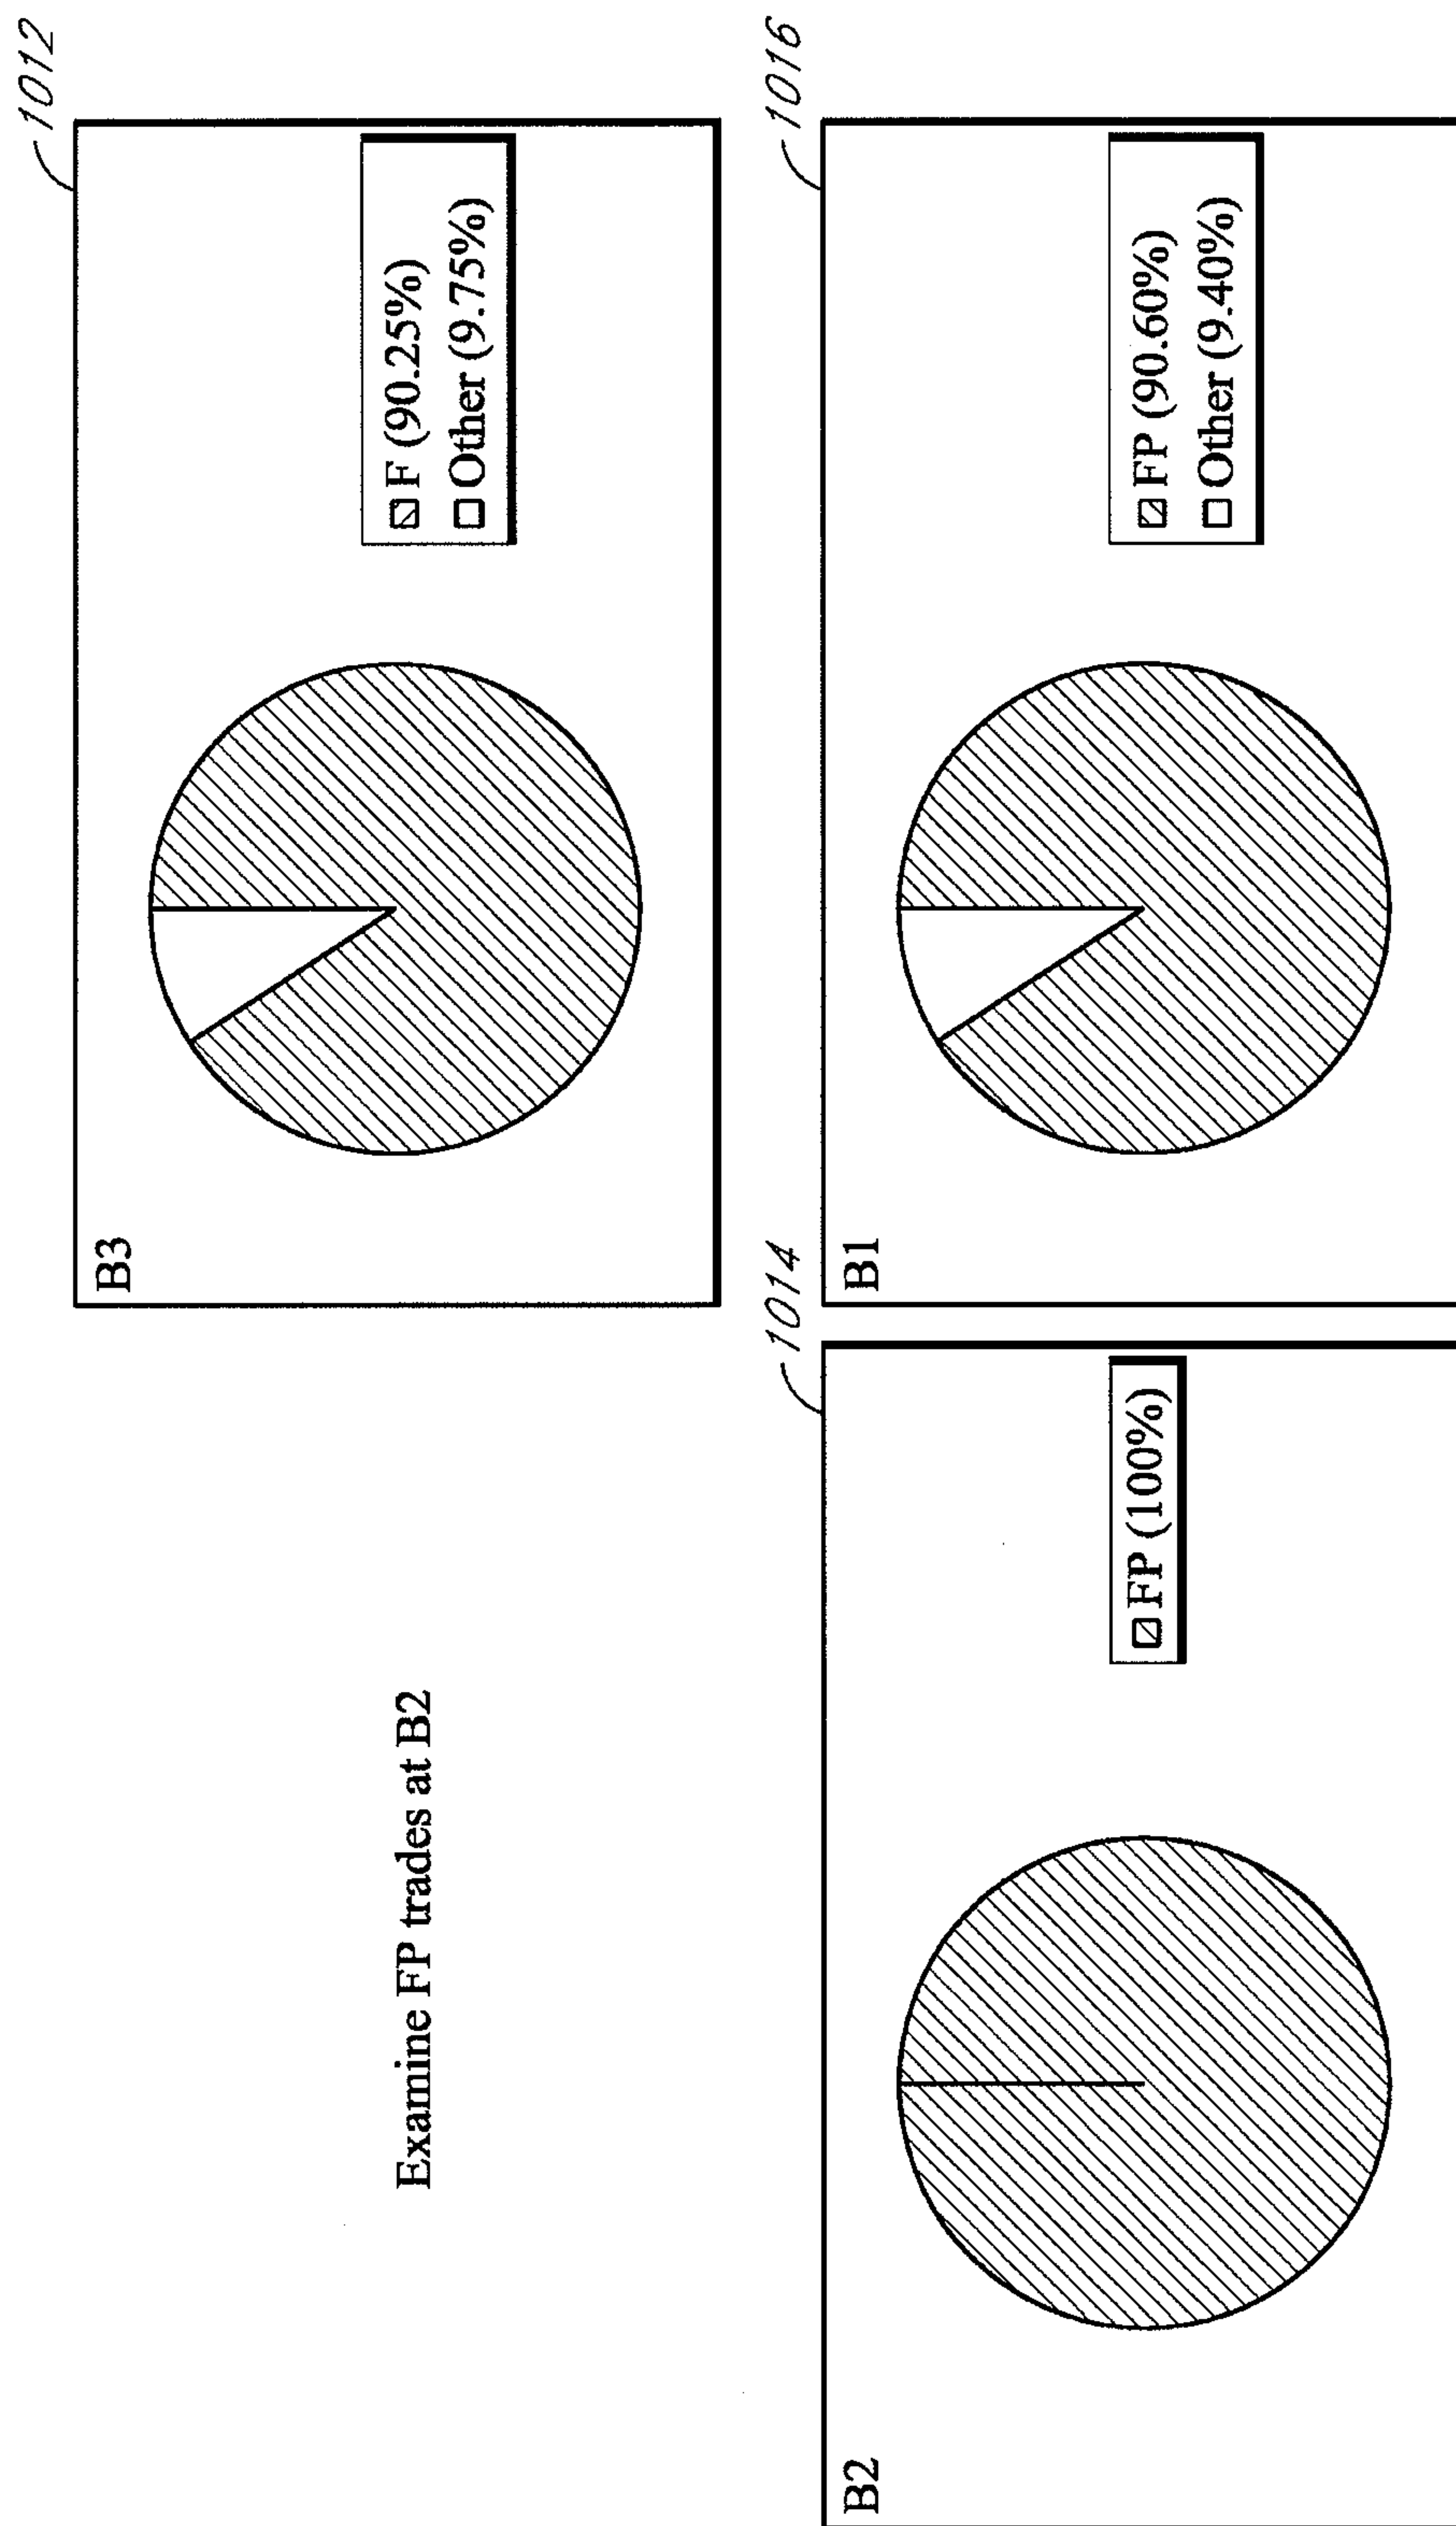 Examine FP trades at B2
1012
B3
F (90.25%)
Other (9.75%)
1014
B2
FP (100%)
1016
B1
FP (90.60%)
Other (9.40%)